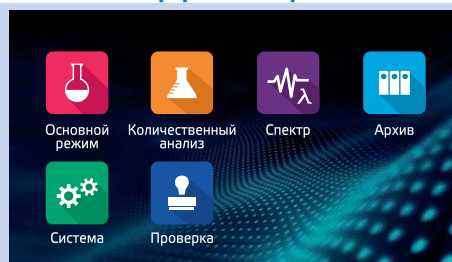 Основной
режим
Количественный
анализ
Спектр
λ
Архив
Система
Проверка